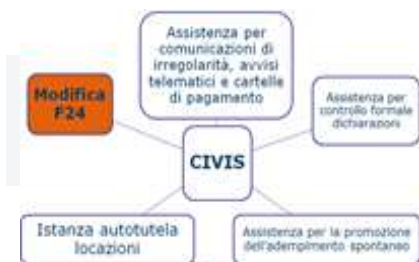 Assistenza per
comunicazioni di
irregolarità, avvisi
telematici e cartelle
di pagamento
Modifica
F24
Assistenza per
controllo formale
dichiarazioni
CIVIS
Istanza autotutela
locazioni
Assistenza per la promozione
dell'adempimento spontaneo